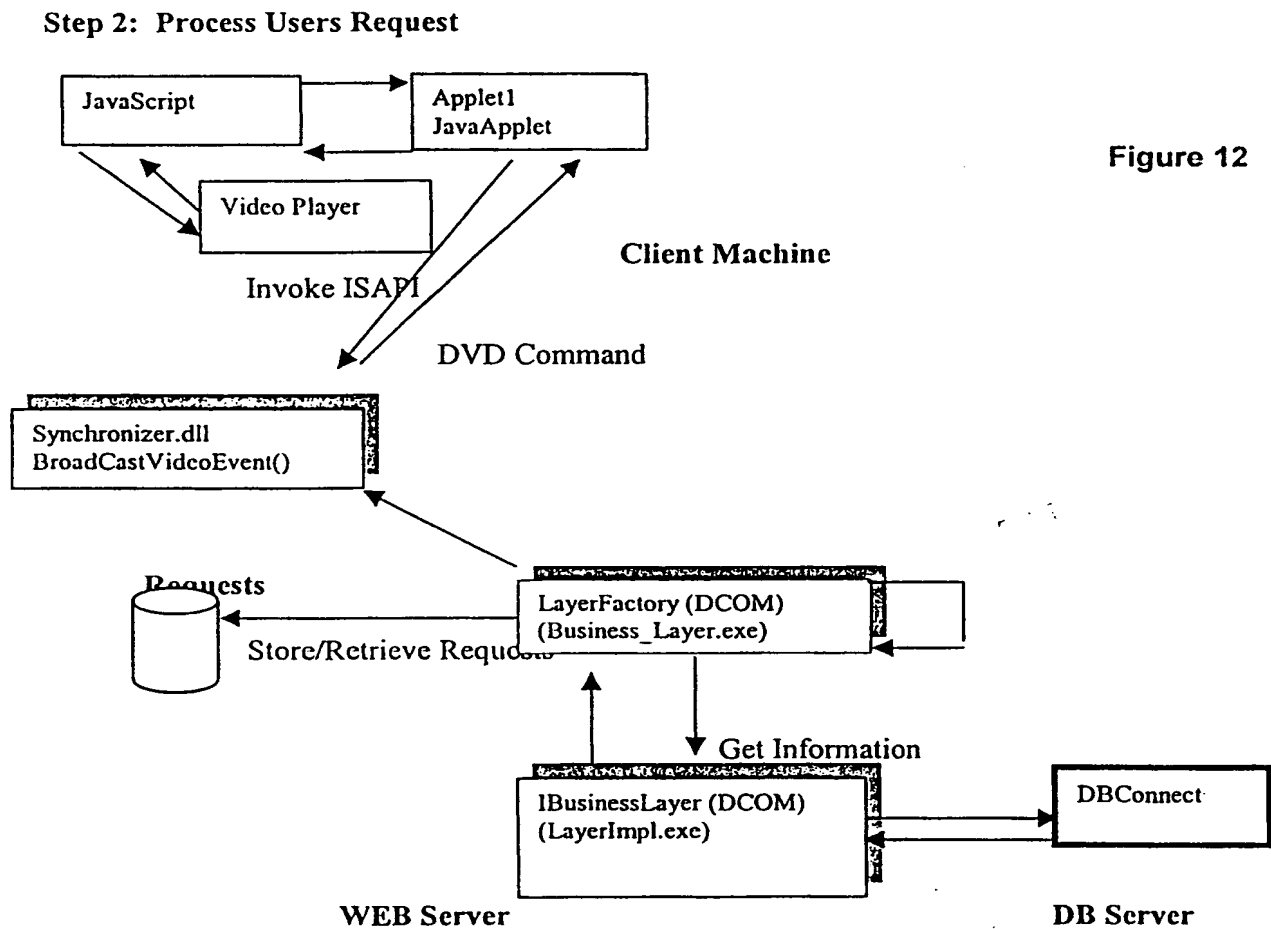 Step 2: Process Users Request
JavaScript
Applet1
JavaApplet
Figure 12
Video Player
Client Machine
Invoke ISAPI
DVD Command
Synchronizer.dll
BroadCastVideoEvent()
Requests
LayerFactory (DCOM)
(Business_Layer.exe)
Store/Retrieve Requests
Get Information
IBusinessLayer (DCOM)
(LayerImpl.exe)
DBConnect
WEB Server
DB Server